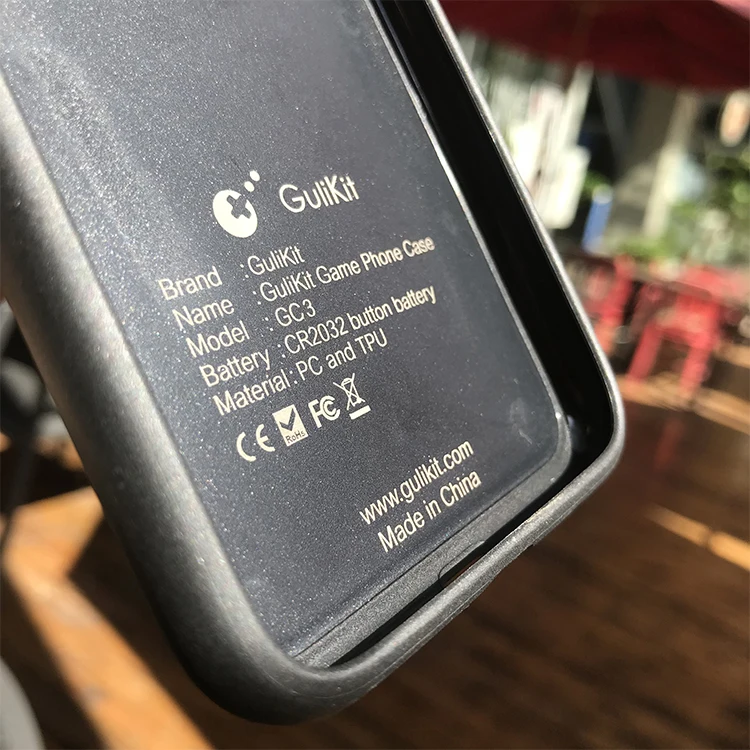 GuliKit
Brand : GuliKit
Name : GuliKit Game Phone Case
Model : GC3
Battery : CR2032 button battery
Material : PC and TPU
CE RoHS FC
www.gulikit.com
Made in China